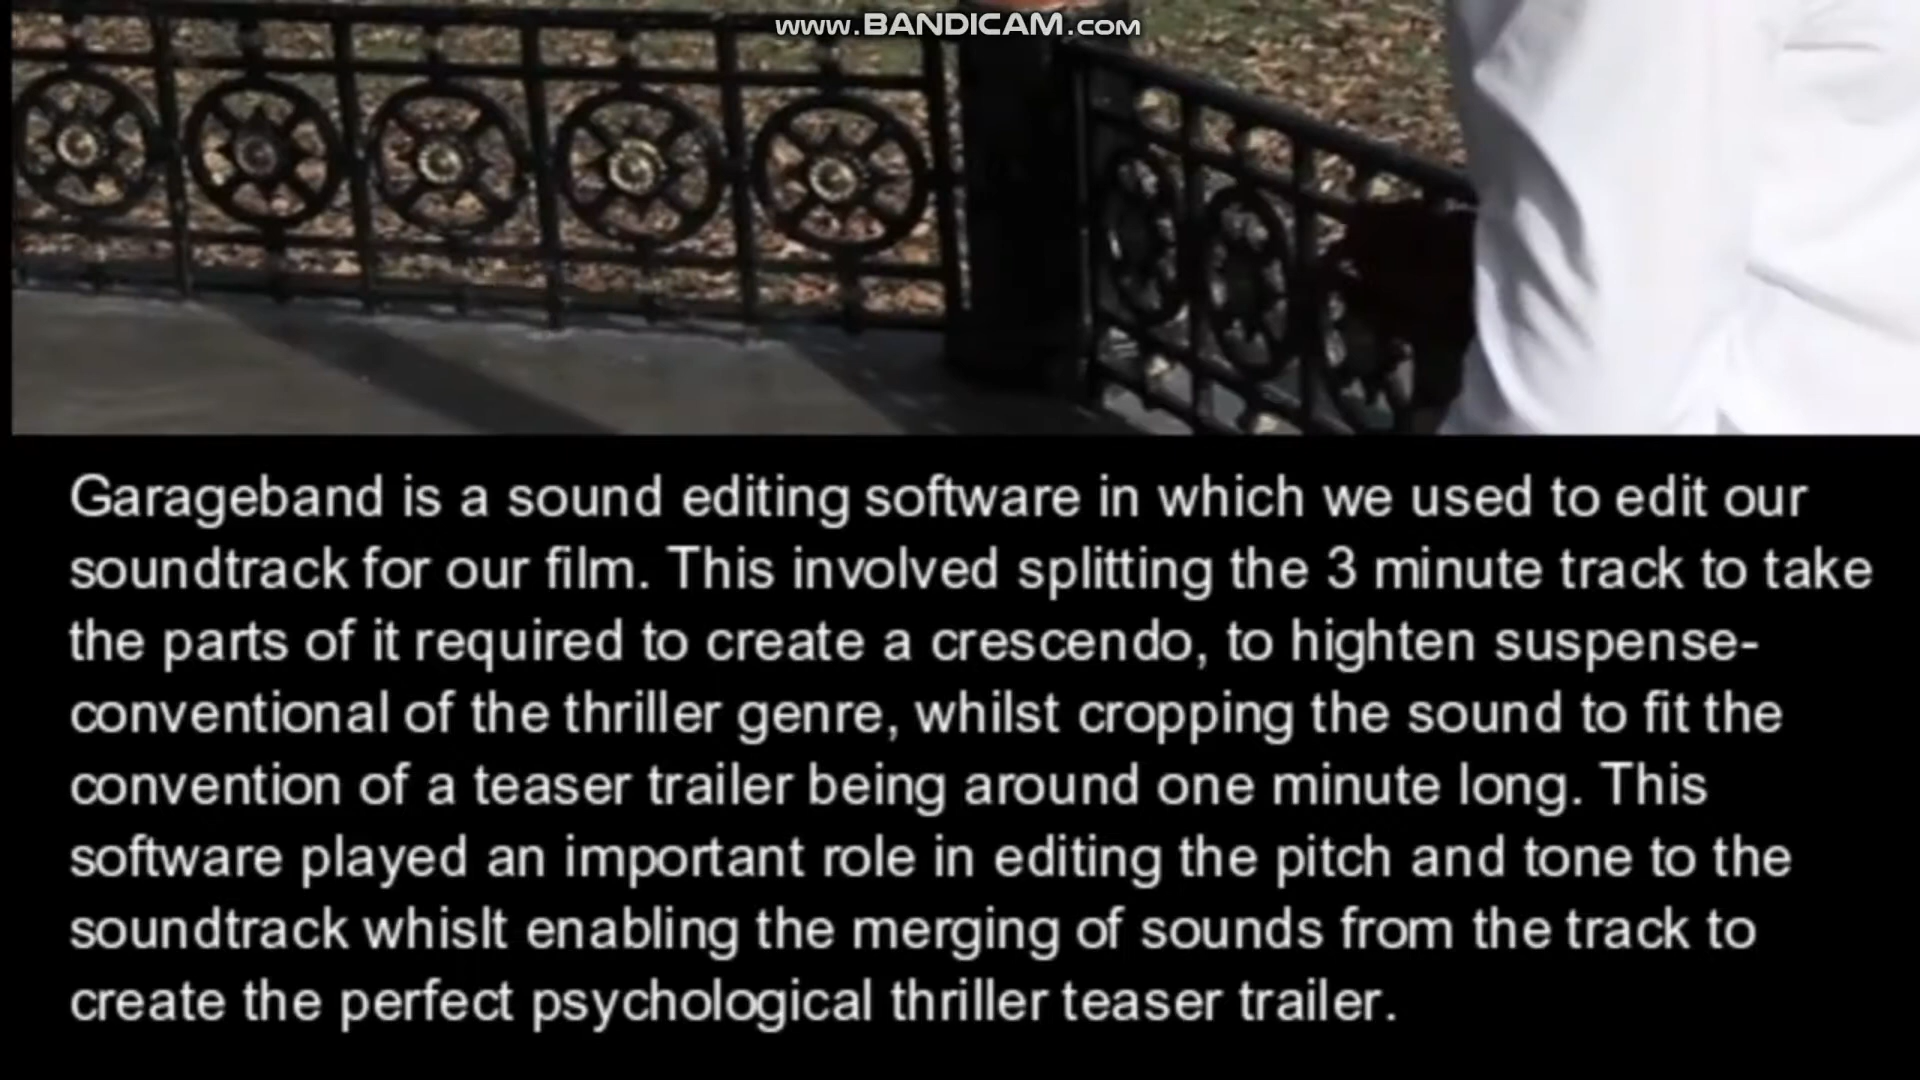 www.BANDICAM.com
Garageband is a sound editing software in which we used to edit our
soundtrack for our film. This involved splitting the 3 minute track to take
the parts of it required to create a crescendo, to highten suspense-
conventional of the thriller genre, whilst cropping the sound to fit the
convention of a teaser trailer being around one minute long. This
software played an important role in editing the pitch and tone to the
soundtrack whislt enabling the merging of sounds from the track to
create the perfect psychological thriller teaser trailer.